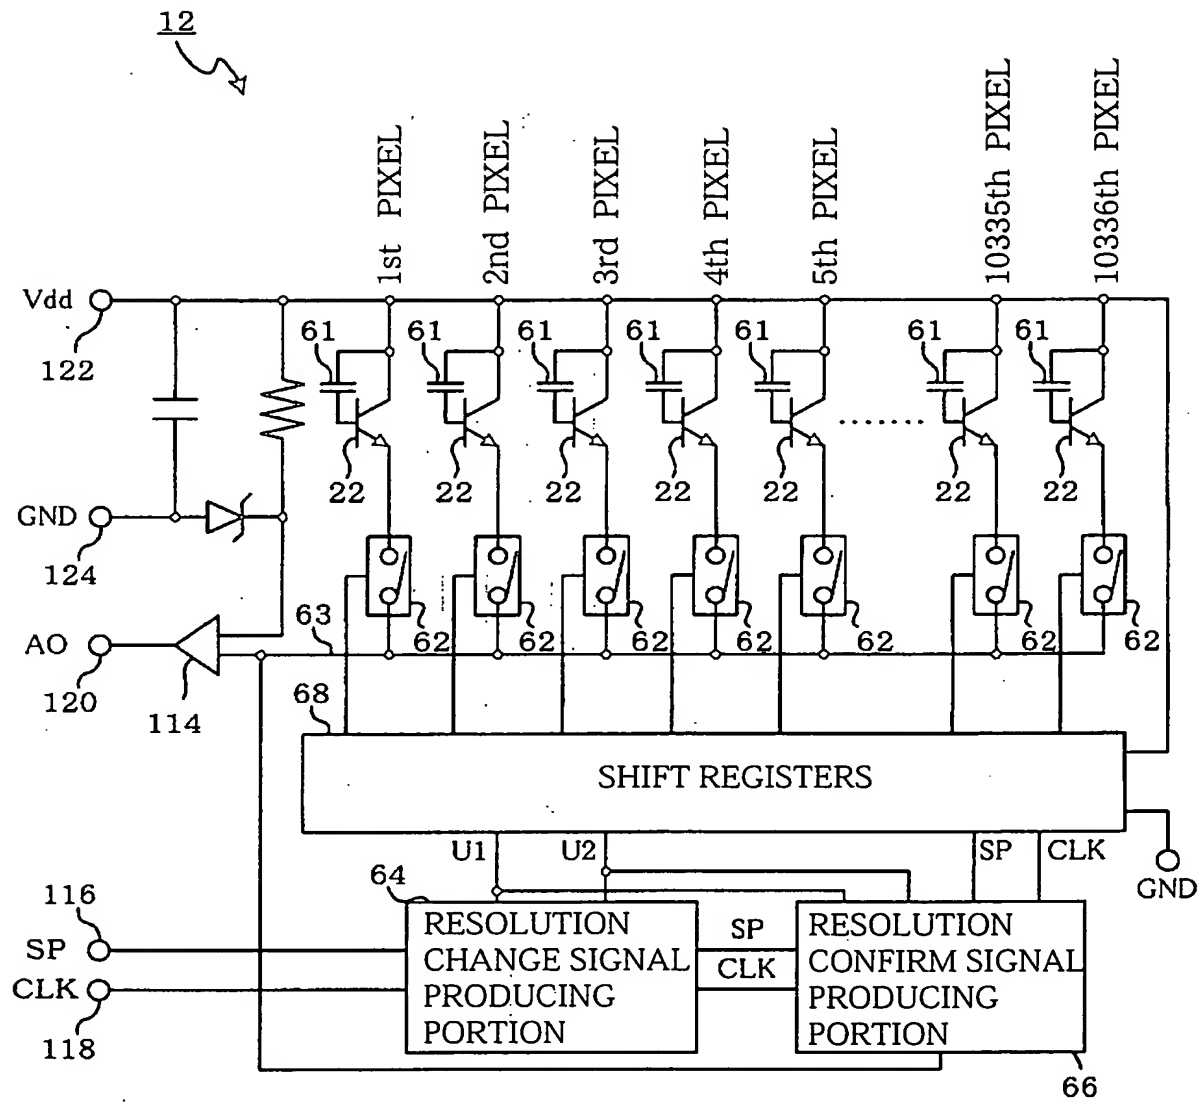 12
1st PIXEL
2nd PIXEL
3rd PIXEL
4th PIXEL
5th PIXEL
10335th PIXEL
10336th PIXEL
Vdd
122
61
61
61
61
61
61
61
22
22
22
22
22
22
22
GND
124
62
62
62
62
62
62
62
AO
120
63
114
68
SHIFT REGISTERS
U1
U2
SP
CLK
GND
64
116
SP
CLK
118
RESOLUTION
CHANGE SIGNAL
PRODUCING
PORTION
SP
CLK
RESOLUTION
CONFIRM SIGNAL
PRODUCING
PORTION
66